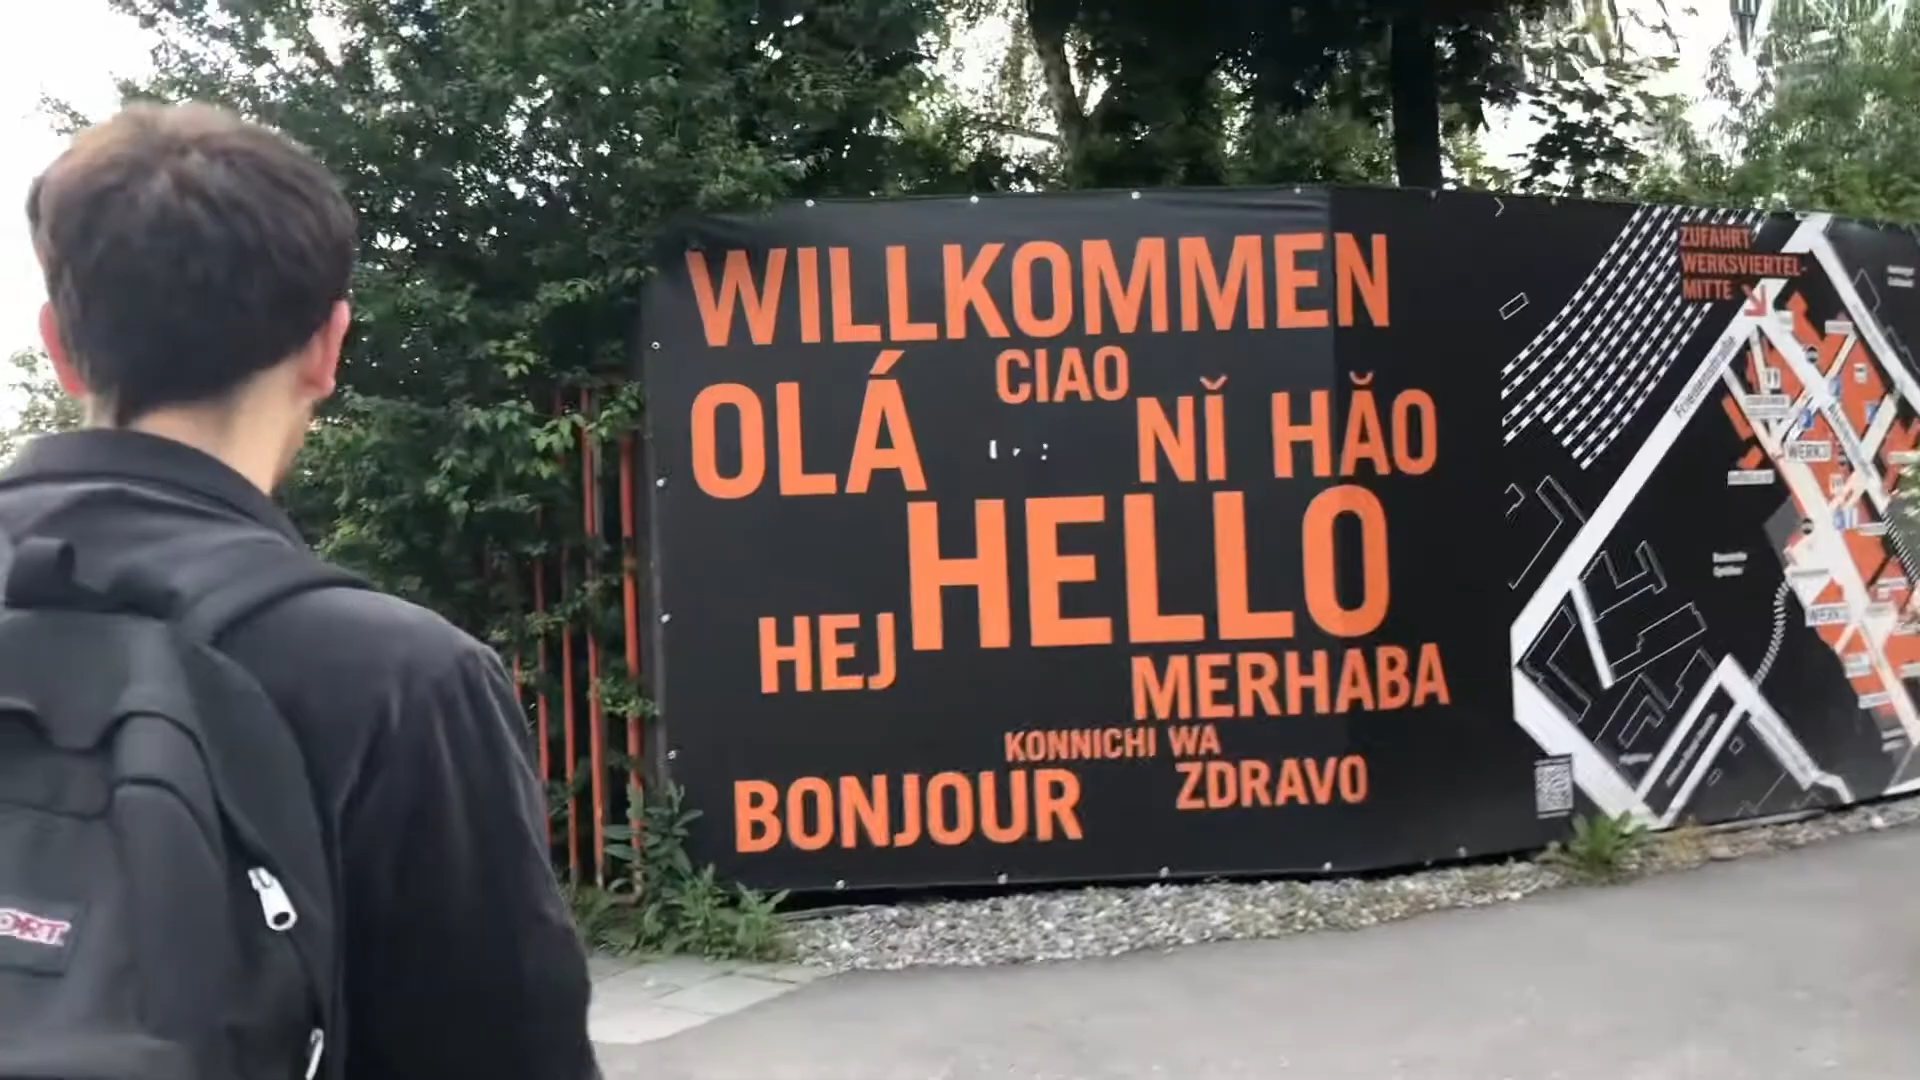 WILLKOMMEN
CIAO
OLÁ
NǏ HǍO
HELLO
HEJ
MERHABA
KONNICHI WA
BONJOUR
ZDRAVO
ZUFAHRT
WERKSVIERTEL-
MITTE